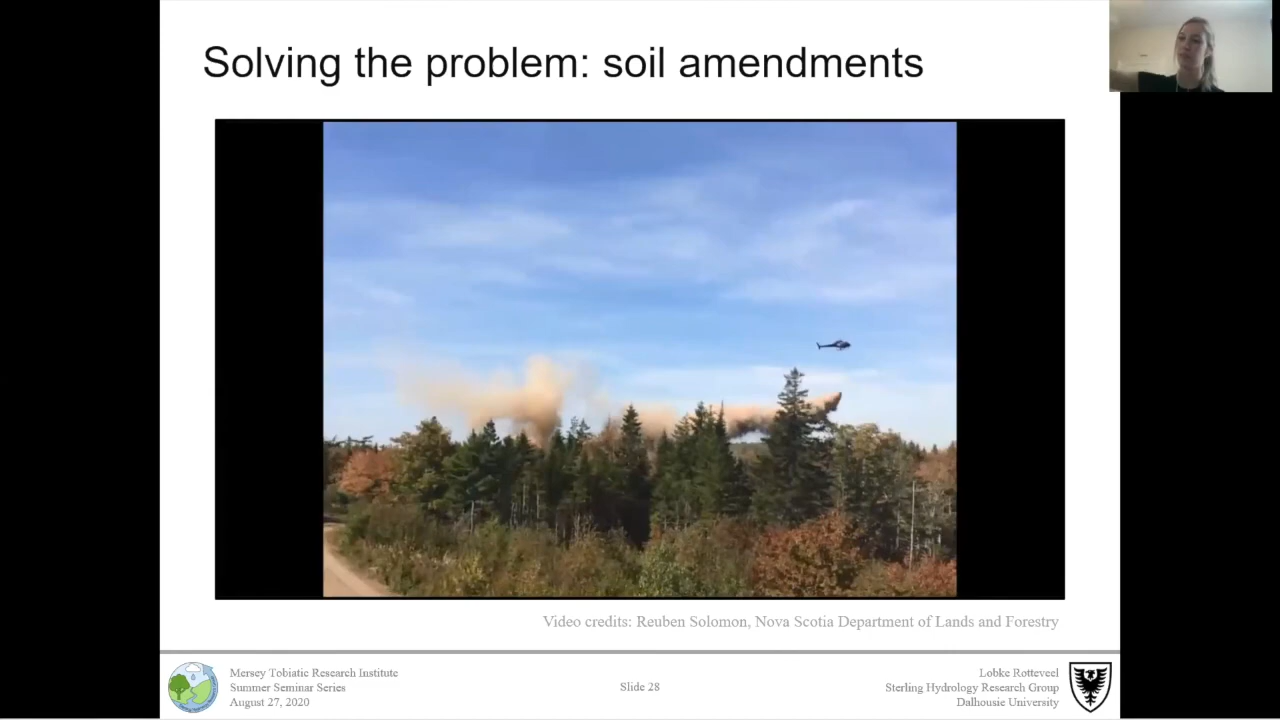 Solving the problem: soil amendments
Video credits: Reuben Solomon, Nova Scotia Department of Lands and Forestry
Mersey Tobiatic Research Institute
Summer Seminar Series
August 27, 2020
Slide 28
Lobke Rotteveel
Sterling Hydrology Research Group
Dalhousie University